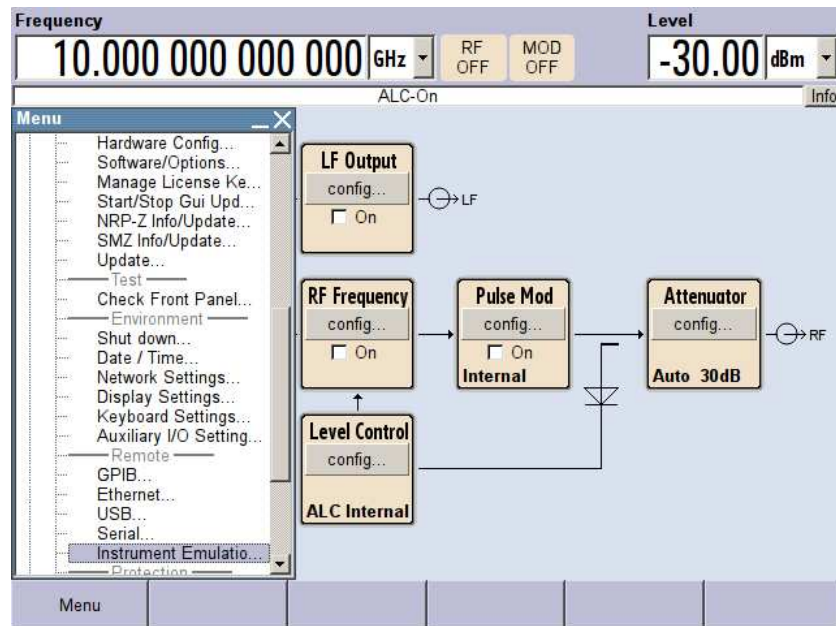 Frequency
Level
10.000 000 000 000 GHz
RF OFF
MOD OFF
-30.00 dBm
ALC-On
Info
Menu
Hardware Config...
Software/Options...
Manage License Ke...
Start/Stop Gui Upd...
NRP-Z Info/Update...
SMZ Info/Update...
Update...
Test
Check Front Panel...
Environment
Shut down...
Date / Time...
Network Settings...
Display Settings...
Keyboard Settings...
Auxiliary I/O Setting...
Remote
GPIB...
Ethernet...
USB...
Serial...
Instrument Emulatio...
Protection
LF Output
config...
On
LF
RF Frequency
config...
On
Pulse Mod
config...
On
Internal
Attenuator
config...
Auto 30dB
RF
Level Control
config...
ALC Internal
Menu